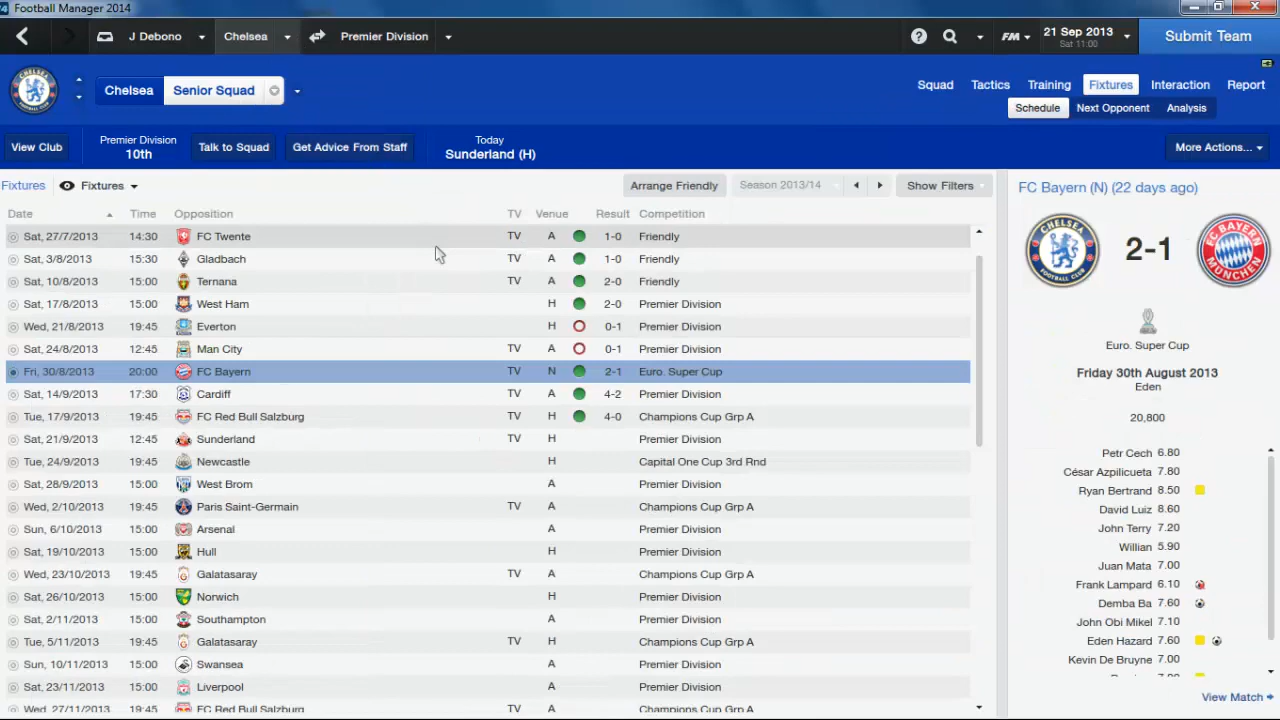 Football Manager 2014
J Debono Chelsea Premier Division FM 21 Sep 2013 Sat 11:00 Submit Team
Chelsea Senior Squad
Squad Tactics Training Fixtures Interaction Report
Schedule Next Opponent Analysis
View Club Premier Division 10th Talk to Squad Get Advice From Staff Today Sunderland (H) More Actions...
Fixtures Fixtures Arrange Friendly Season 2013/14 Show Filters
Date Time Opposition TV Venue Result Competition
Sat, 27/7/2013 14:30 FC Twente TV A 1-0 Friendly
Sat, 3/8/2013 15:30 Gladbach TV A 1-0 Friendly
Sat, 10/8/2013 15:00 Ternana TV A 2-0 Friendly
Sat, 17/8/2013 15:00 West Ham H 2-0 Premier Division
Wed, 21/8/2013 19:45 Everton H 0-1 Premier Division
Sat, 24/8/2013 12:45 Man City TV A 0-1 Premier Division
Fri, 30/8/2013 20:00 FC Bayern TV N 2-1 Euro. Super Cup
Sat, 14/9/2013 17:30 Cardiff TV A 4-2 Premier Division
Tue, 17/9/2013 19:45 FC Red Bull Salzburg TV H 4-0 Champions Cup Grp A
Sat, 21/9/2013 12:45 Sunderland TV H Premier Division
Tue, 24/9/2013 19:45 Newcastle H Capital One Cup 3rd Rnd
Sat, 28/9/2013 15:00 West Brom A Premier Division
Wed, 2/10/2013 19:45 Paris Saint-Germain TV A Champions Cup Grp A
Sun, 6/10/2013 15:00 Arsenal A Premier Division
Sat, 19/10/2013 15:00 Hull H Premier Division
Wed, 23/10/2013 19:45 Galatasaray TV A Champions Cup Grp A
Sat, 26/10/2013 15:00 Norwich H Premier Division
Sat, 2/11/2013 15:00 Southampton A Premier Division
Tue, 5/11/2013 19:45 Galatasaray TV H Champions Cup Grp A
Sun, 10/11/2013 15:00 Swansea A Premier Division
Sat, 23/11/2013 15:00 Liverpool A Premier Division
Wed, 27/11/2013 19:45 FC Red Bull Salzburg TV A Champions Cup Grp A
FC Bayern (N) (22 days ago)
2-1
Euro. Super Cup
Friday 30th August 2013
Eden
20,800
Petr Cech 6.80
César Azpilicueta 7.80
Ryan Bertrand 8.50
David Luiz 8.60
John Terry 7.20
Willian 5.90
Juan Mata 7.00
Frank Lampard 6.10
Demba Ba 7.60
John Obi Mikel 7.10
Eden Hazard 7.60
Kevin De Bruyne 7.00
View Match